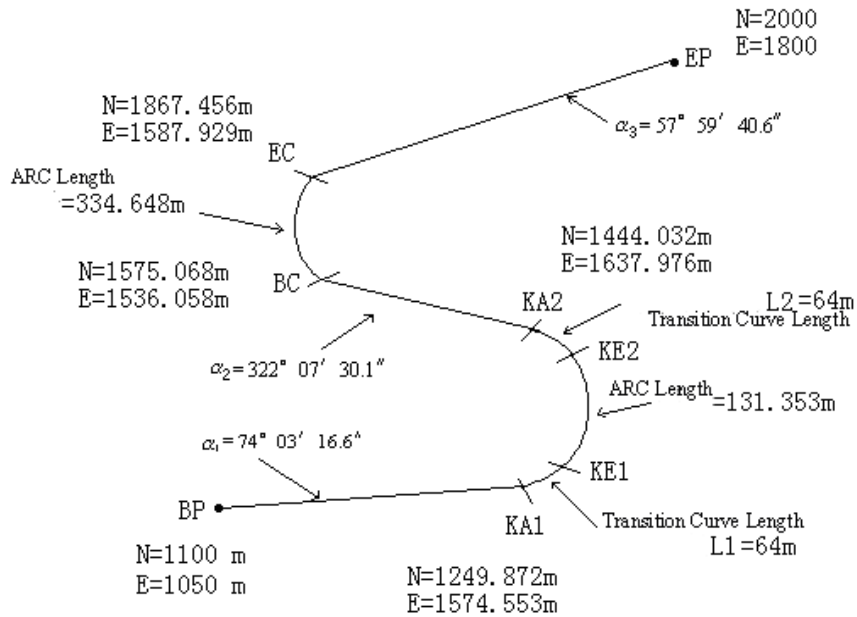 N=2000
E=1800
EP
α3= 57° 59′ 40.6″
N=1867.456m
E=1587.929m
EC
ARC Length
=334.648m
N=1444.032m
E=1637.976m
N=1575.068m
E=1536.058m
BC
KA2
L2=64m
Transition Curve Length
KE2
α2= 322° 07′ 30.1″
ARC Length
=131.353m
α1= 74° 03′ 16.6″
KE1
BP
KA1
Transition Curve Length
L1=64m
N=1100 m
E=1050 m
N=1249.872m
E=1574.553m